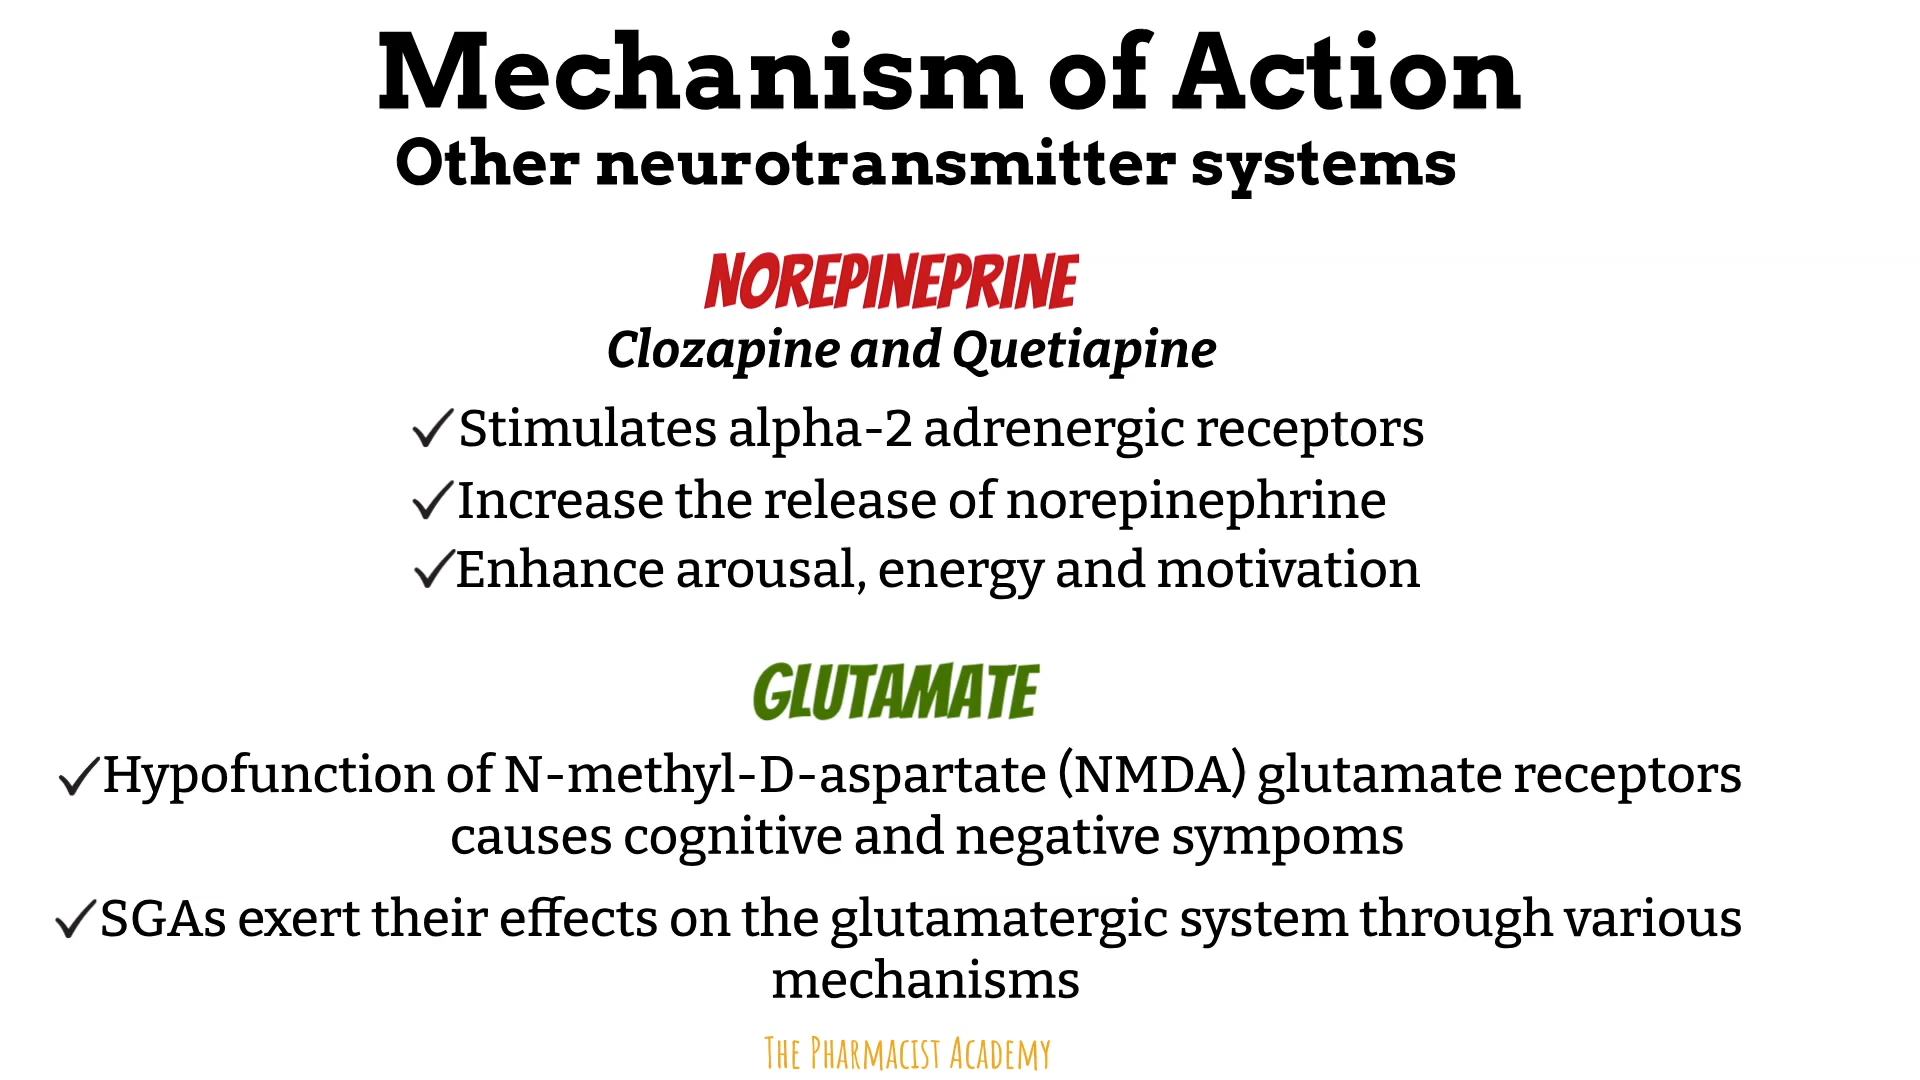 Mechanism of Action
Other neurotransmitter systems
NOREPINEPRINE
Clozapine and Quetiapine
✓Stimulates alpha-2 adrenergic receptors
✓Increase the release of norepinephrine
✓Enhance arousal, energy and motivation
GLUTAMATE
✓Hypofunction of N-methyl-D-aspartate (NMDA) glutamate receptors
causes cognitive and negative sympoms
✓SGAs exert their effects on the glutamatergic system through various
mechanisms
The Pharmacist Academy